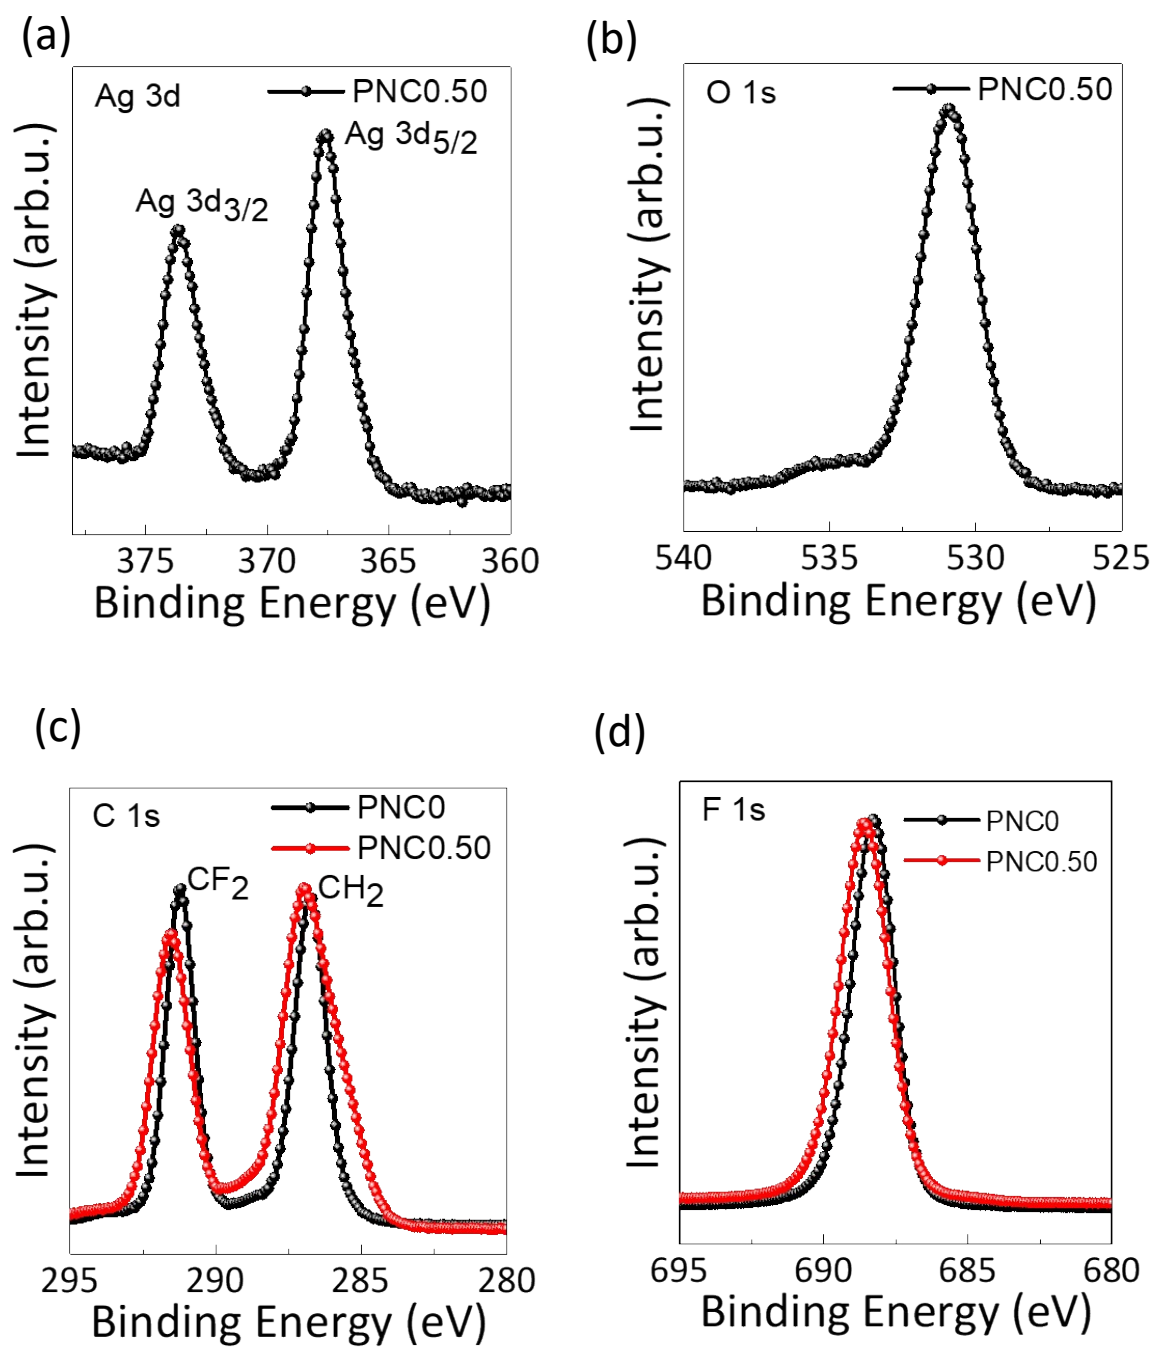 (a)
Ag 3d
PNC0.50
Ag 3d5/2
Ag 3d3/2
Intensity (arb.u.)
375 370 365 360
Binding Energy (eV)
(b)
O 1s
PNC0.50
Intensity (arb.u.)
540 535 530 525
Binding Energy (eV)
(c)
C 1s
PNC0
PNC0.50
CF2
CH2
Intensity (arb.u.)
295 290 285 280
Binding Energy (eV)
(d)
F 1s
PNC0
PNC0.50
Intensity (arb.u.)
695 690 685 680
Binding Energy (eV)